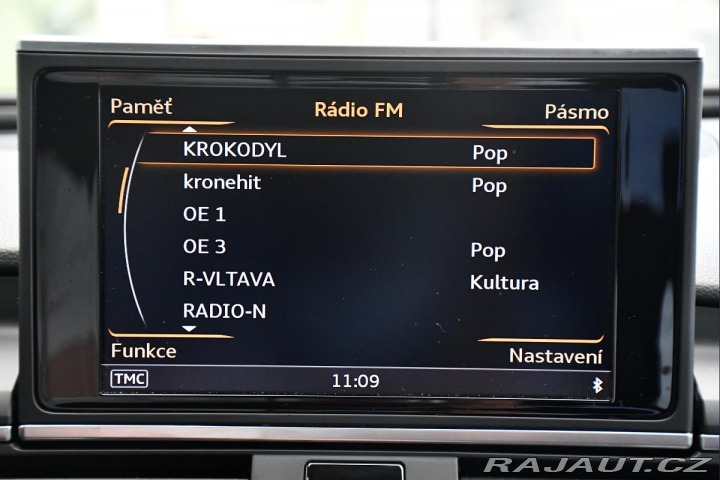 Paměť Rádio FM Pásmo
KROKODYL Pop
kronehit Pop
OE 1
OE 3 Pop
R-VLTAVA Kultura
RADIO-N
Funkce Nastavení
TMC 11:09
RAJAUT.CZ